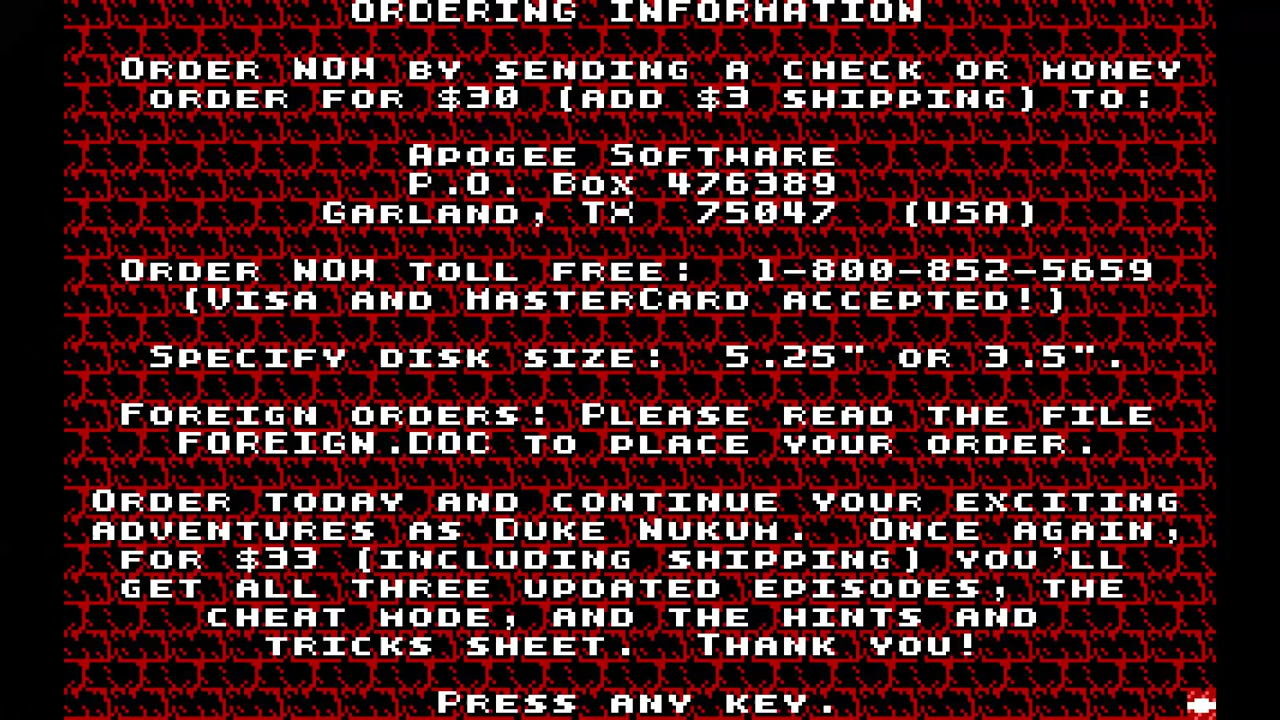 ORDERING INFORMATION
ORDER NOW BY SENDING A CHECK OR MONEY
ORDER FOR $30 (ADD $3 SHIPPING) TO:
APOGEE SOFTWARE
P.O. BOX 476389
GARLAND, TX 75047 (USA)
ORDER NOW TOLL FREE: 1-800-852-5659
(VISA AND MASTERCARD ACCEPTED!)
SPECIFY DISK SIZE: 5.25" OR 3.5".
FOREIGN ORDERS: PLEASE READ THE FILE
FOREIGN.DOC TO PLACE YOUR ORDER.
ORDER TODAY AND CONTINUE YOUR EXCITING
ADVENTURES AS DUKE NUKUM. ONCE AGAIN,
FOR $33 (INCLUDING SHIPPING) YOU'LL
GET ALL THREE UPDATED EPISODES, THE
CHEAT MODE, AND THE HINTS AND
TRICKS SHEET. THANK YOU!
PRESS ANY KEY.